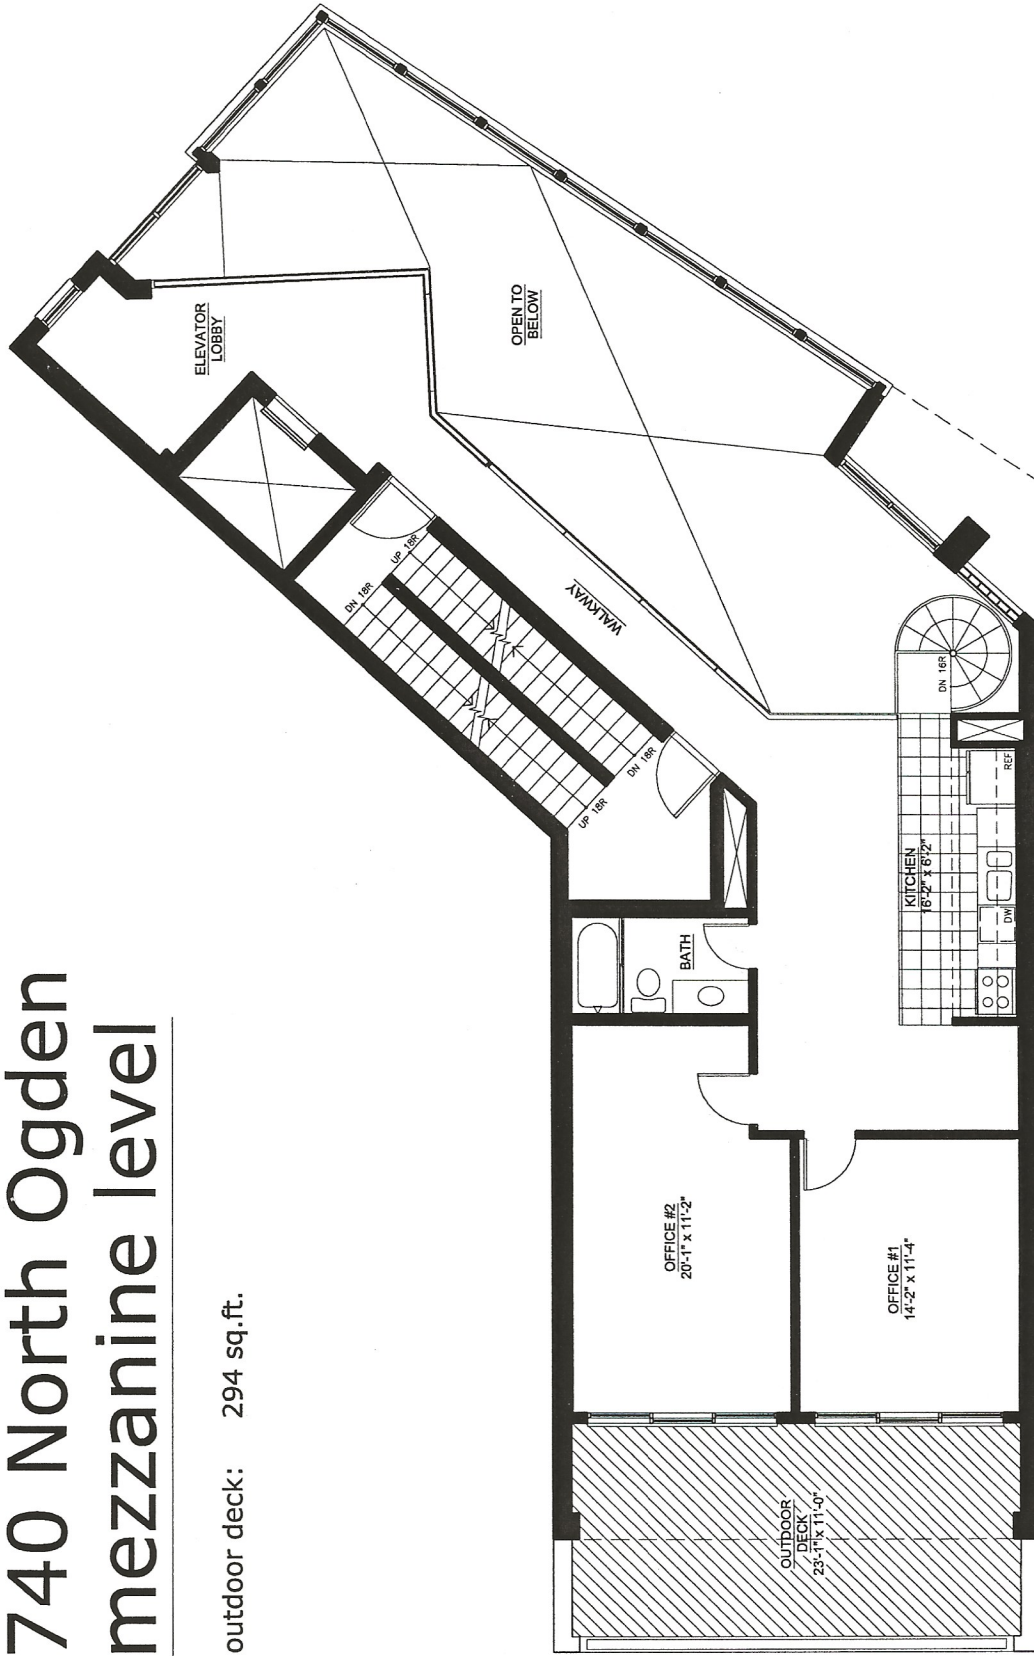 740 North Ogden
mezzanine level
outdoor deck: 294 sq.ft.
ELEVATOR
LOBBY
OPEN TO
BELOW
UP 18R
DN 18R
WALKWAY
DN 18R
UP 18R
DN 16R
REF
KITCHEN
16'-2" x 6'-2"
DW
BATH
OFFICE #2
20'-1" x 11'-2"
OFFICE #1
14'-2" x 11'-4"
OUTDOOR
DECK
23'-1" x 11'-0"